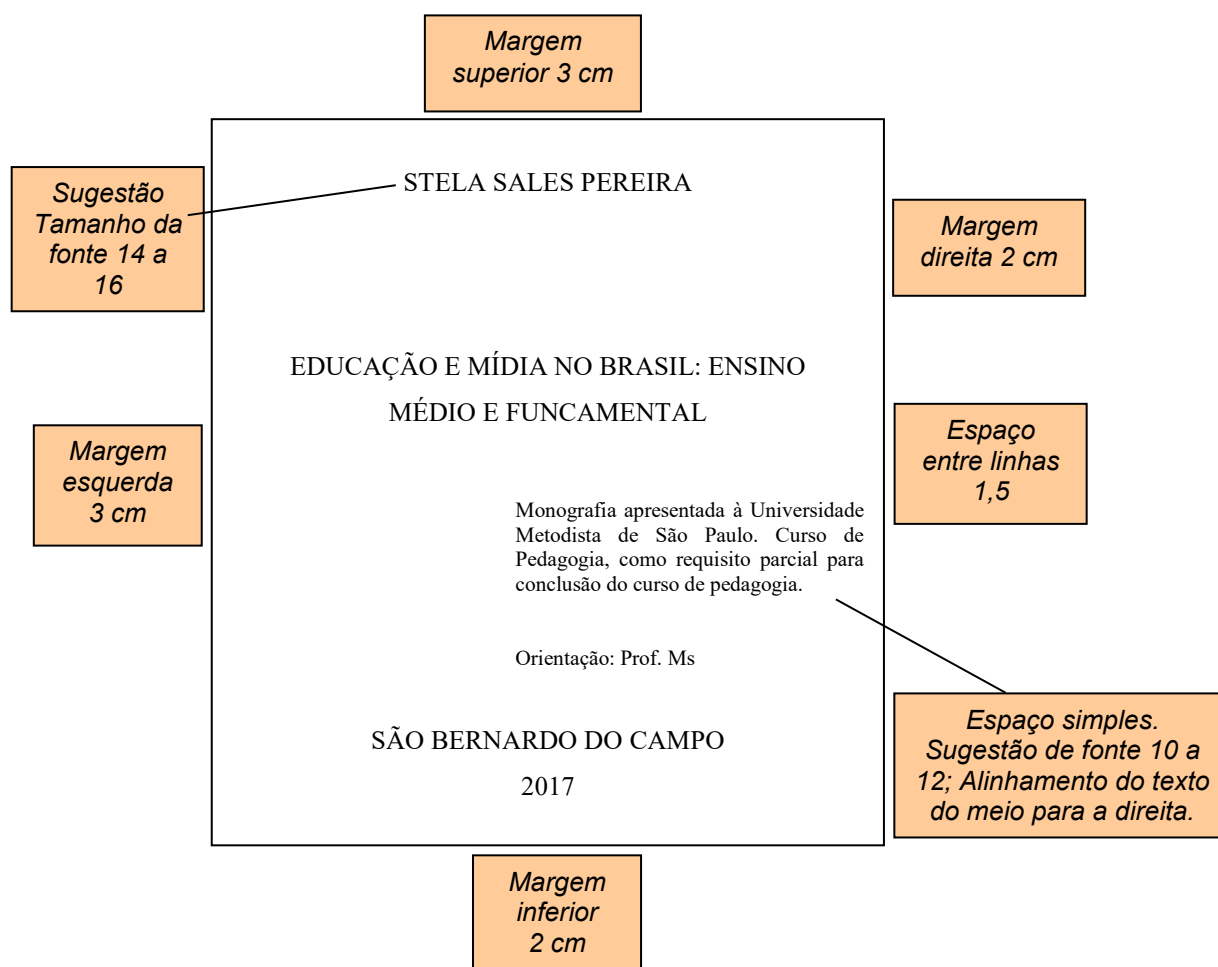 Margem
superior 3 cm
STELA SALES PEREIRA
Sugestão
Tamanho da
fonte 14 a
16
Margem
direita 2 cm
EDUCAÇÃO E MÍDIA NO BRASIL: ENSINO
MÉDIO E FUNCAMENTAL
Margem
esquerda
3 cm
Espaço
entre linhas
1,5
Monografia apresentada à Universidade
Metodista de São Paulo. Curso de
Pedagogia, como requisito parcial para
conclusão do curso de pedagogia.
Orientação: Prof. Ms
Espaço simples.
Sugestão de fonte 10 a
12; Alinhamento do texto
do meio para a direita.
SÃO BERNARDO DO CAMPO
2017
Margem
inferior
2 cm